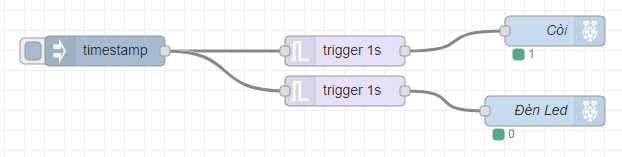 timestamp
trigger 1s
Còi
1
trigger 1s
Đèn Led
0